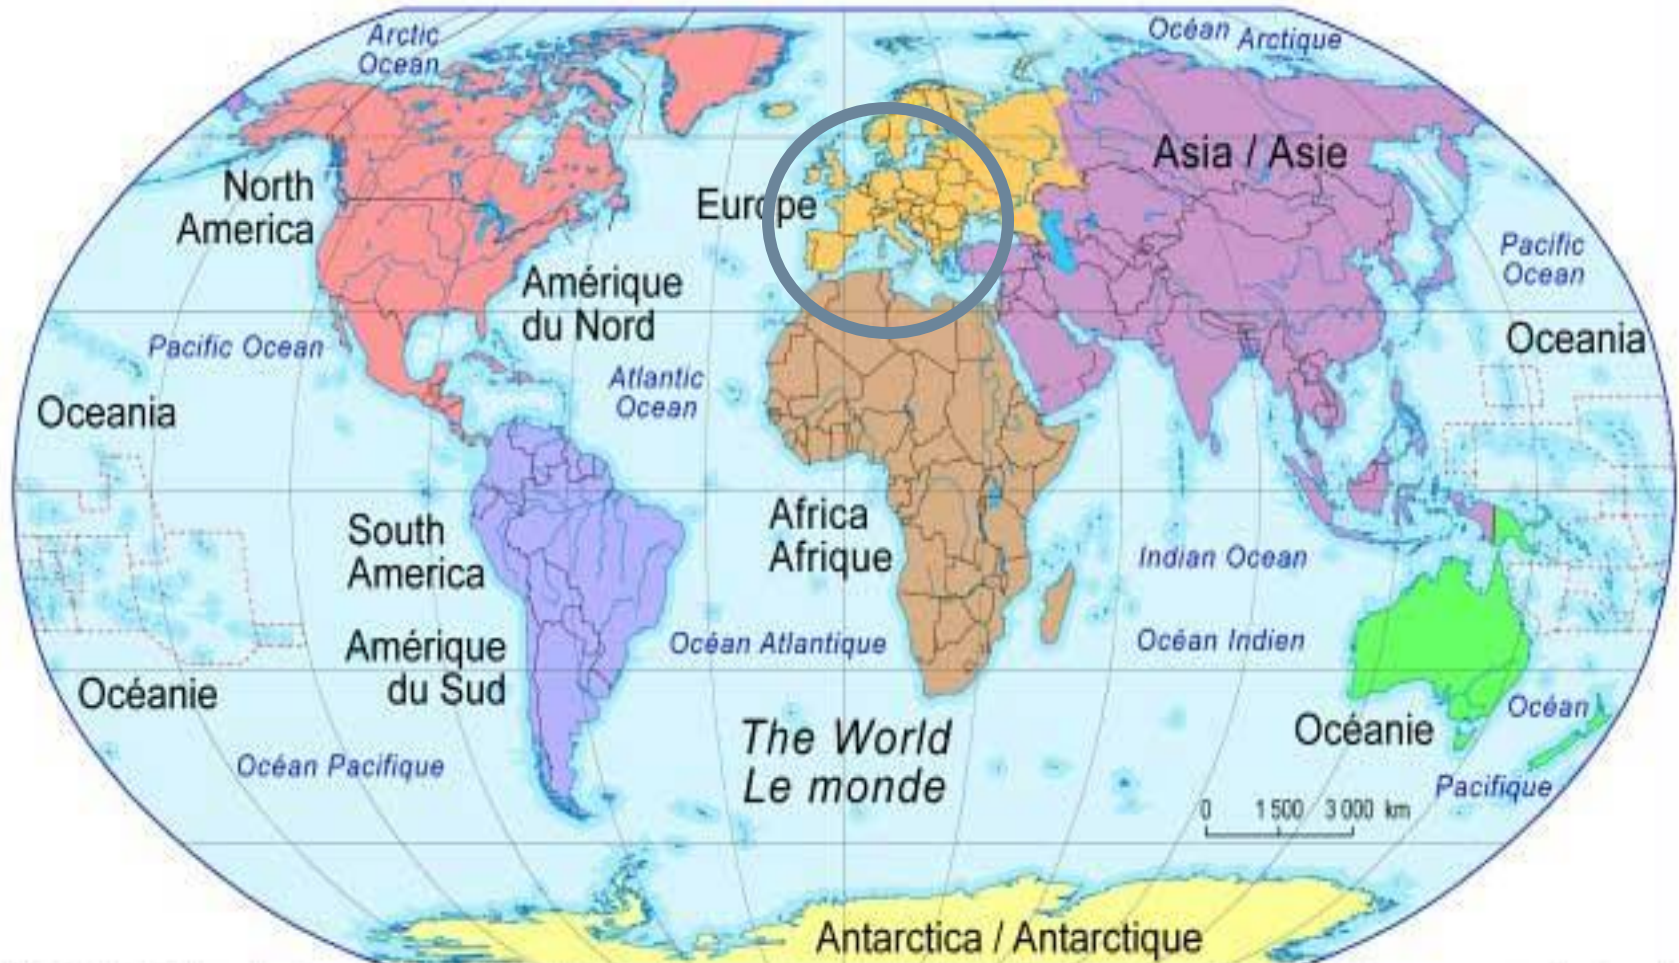 Arctic
Ocean
Océan Arctique
North
America
Europe
Asia / Asie
Amérique
du Nord
Pacific
Ocean
Pacific Ocean
Oceania
Atlantic
Ocean
Oceania
South
America
Africa
Afrique
Indian Ocean
Amérique
du Sud
Océan Atlantique
Océan Indien
Océanie
The World
Le monde
Océanie
Océan
Pacifique
Océan Pacifique
0 1 500 3 000 km
Antarctica / Antarctique